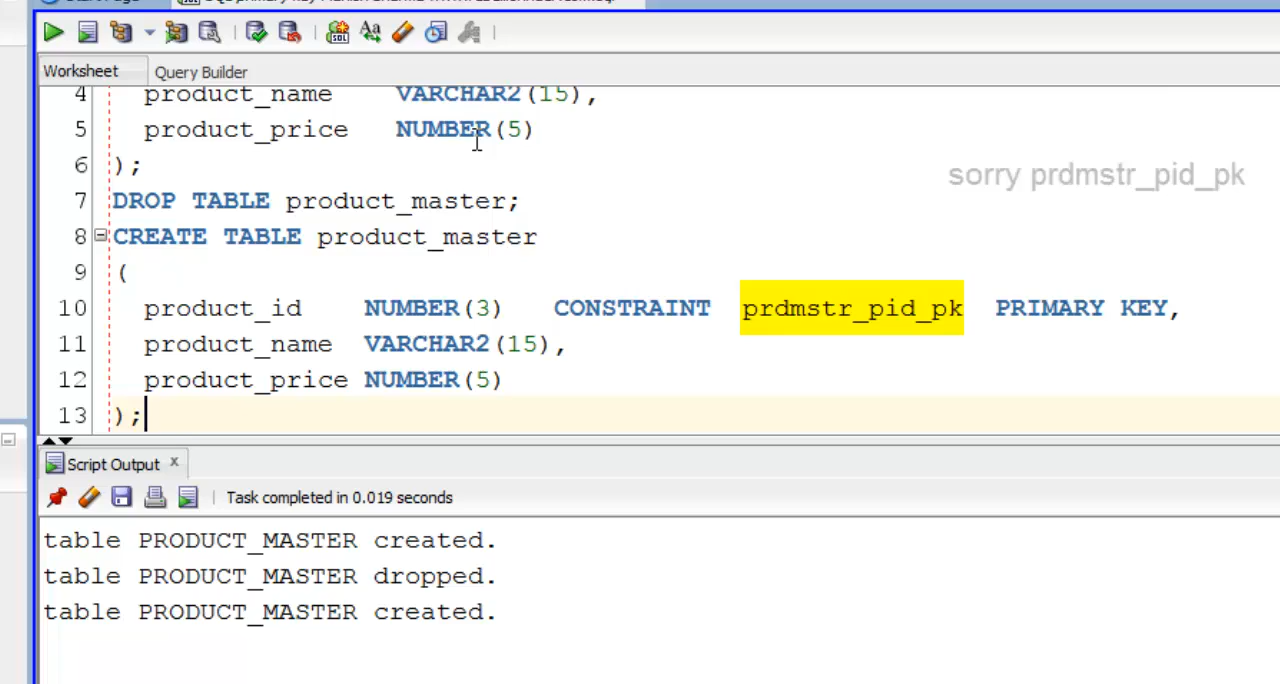 Worksheet Query Builder
4 product_name VARCHAR2(15),
5 product_price NUMBER(5)
6 );
sorry prdmstr_pid_pk
7 DROP TABLE product_master;
8 CREATE TABLE product_master
9 (
10 product_id NUMBER(3) CONSTRAINT prdmstr_pid_pk PRIMARY KEY,
11 product_name VARCHAR2(15),
12 product_price NUMBER(5)
13 );
Script Output x
Task completed in 0.019 seconds
table PRODUCT_MASTER created.
table PRODUCT_MASTER dropped.
table PRODUCT_MASTER created.